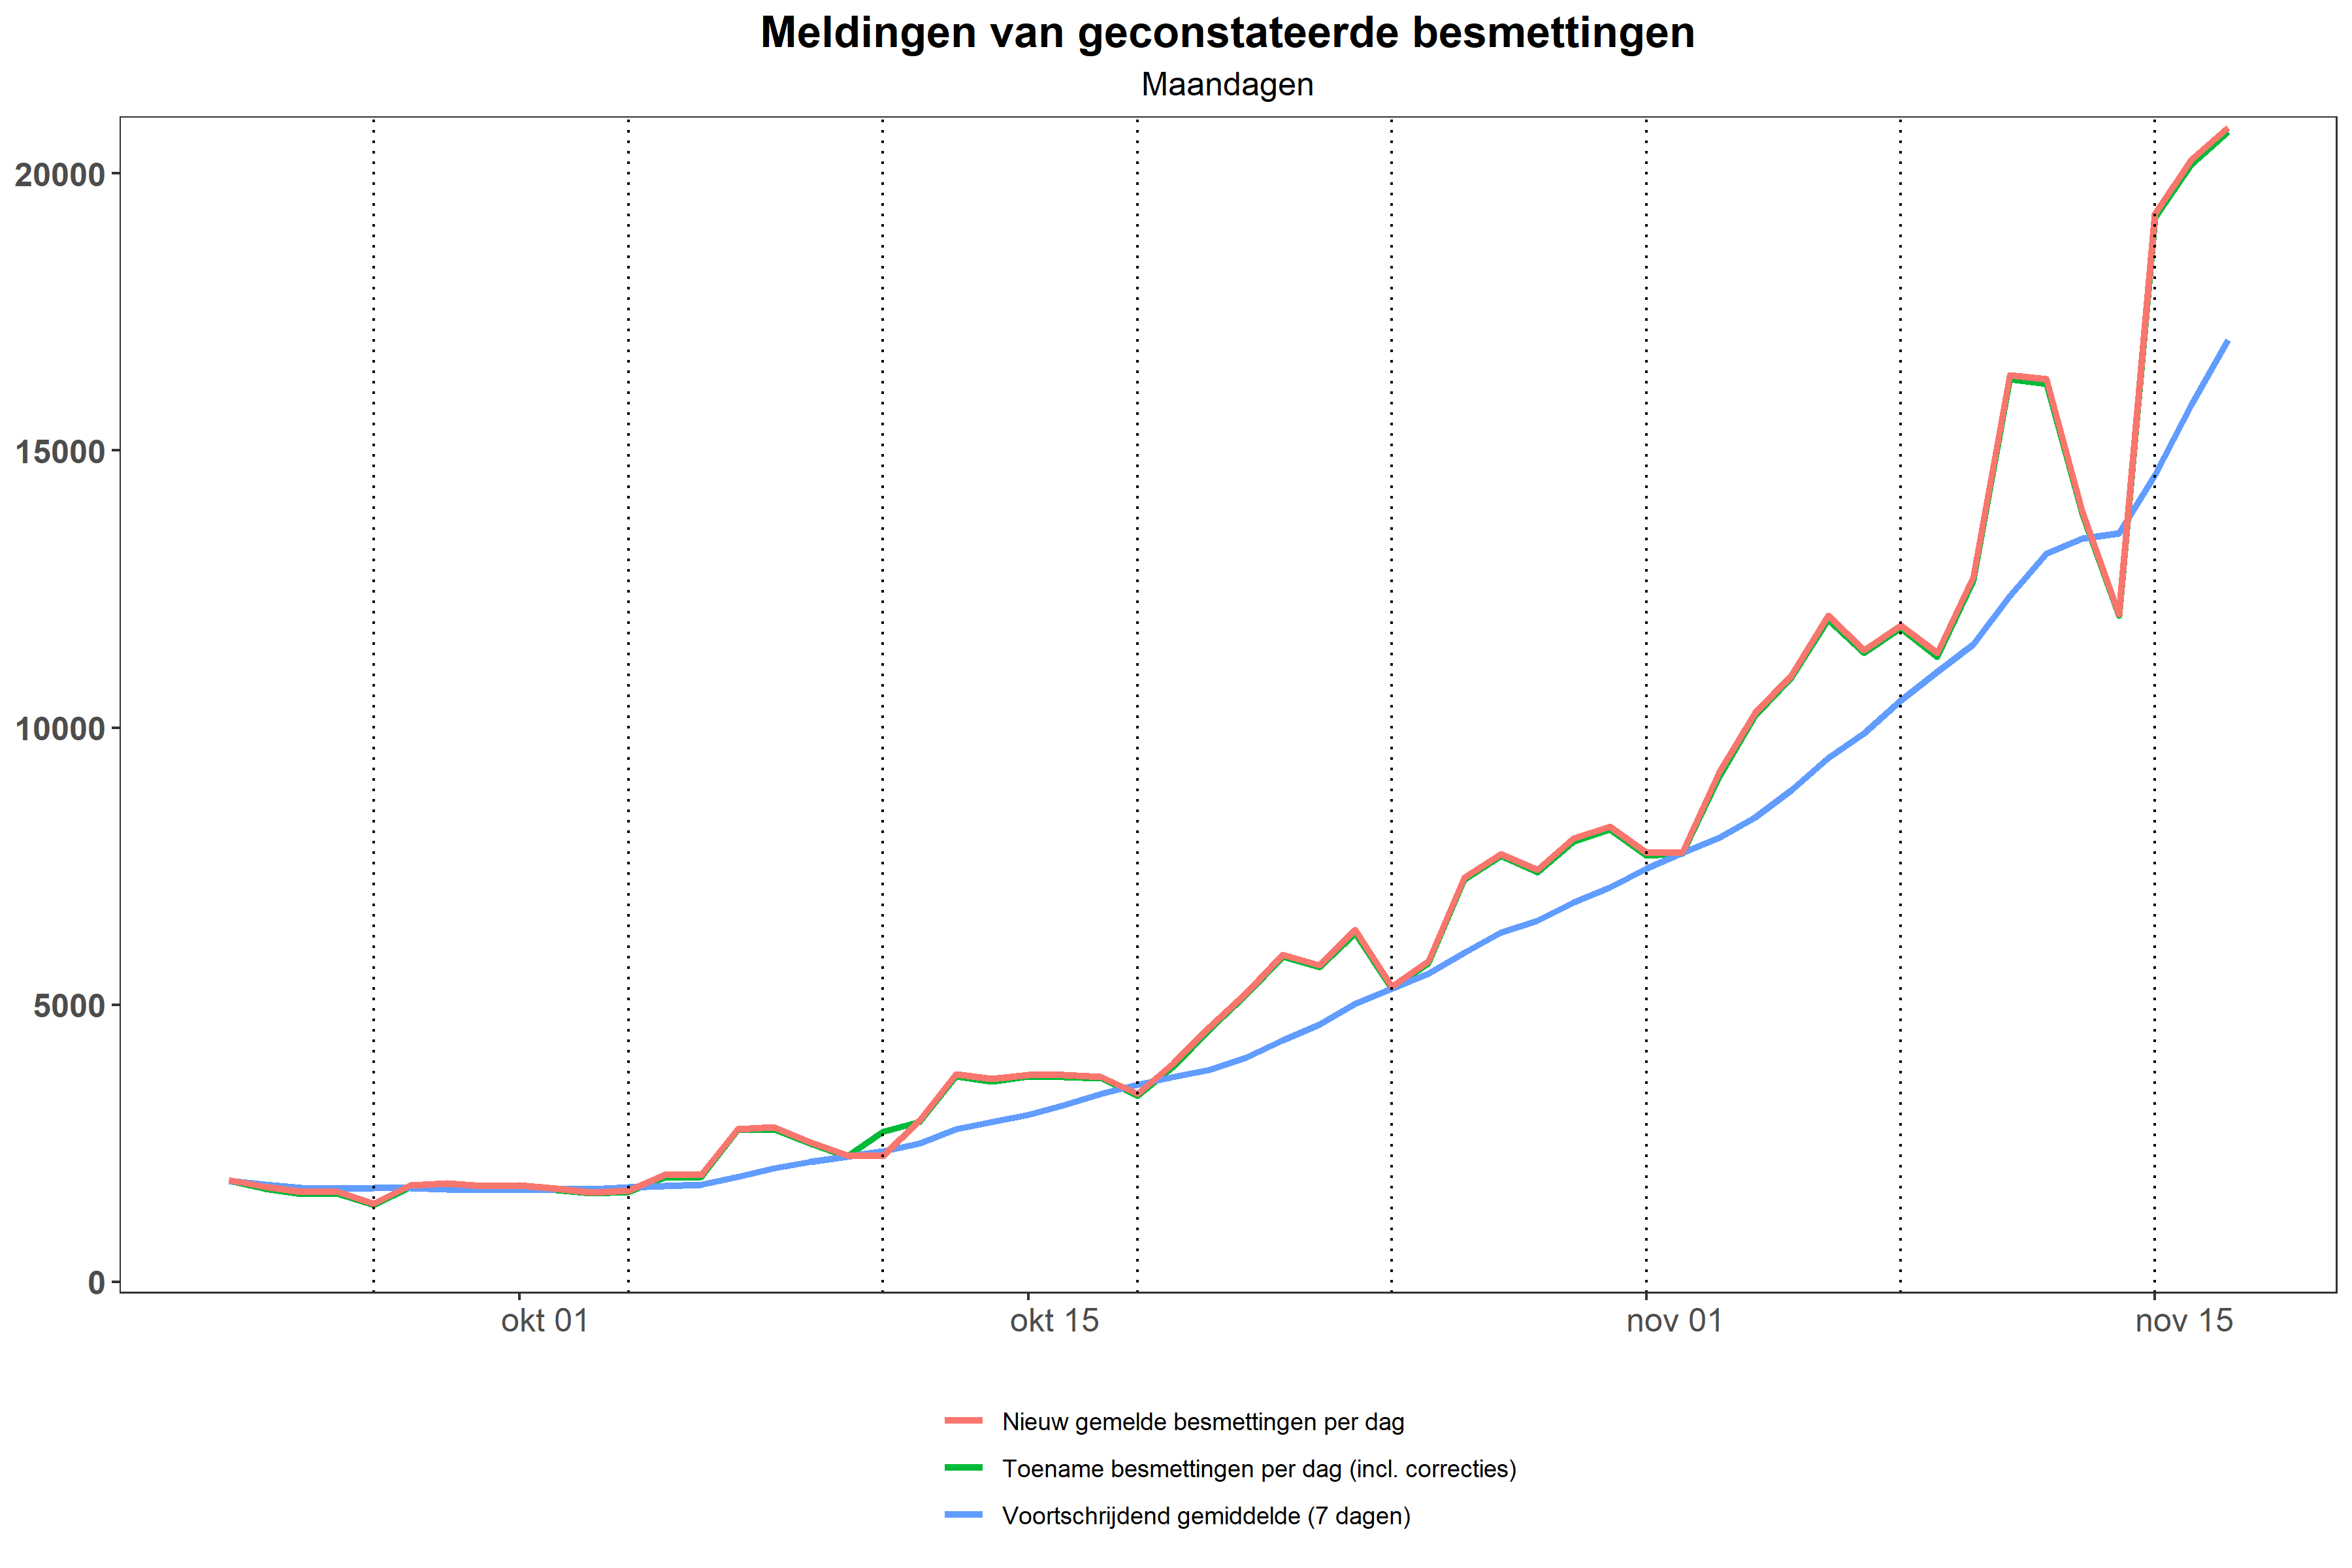 Meldingen van geconstateerde besmettingen
Maandagen
20000
15000
10000
5000
0
okt 01
okt 15
nov 01
nov 15
Nieuw gemelde besmettingen per dag
Toename besmettingen per dag (incl. correcties)
Voortschrijdend gemiddelde (7 dagen)